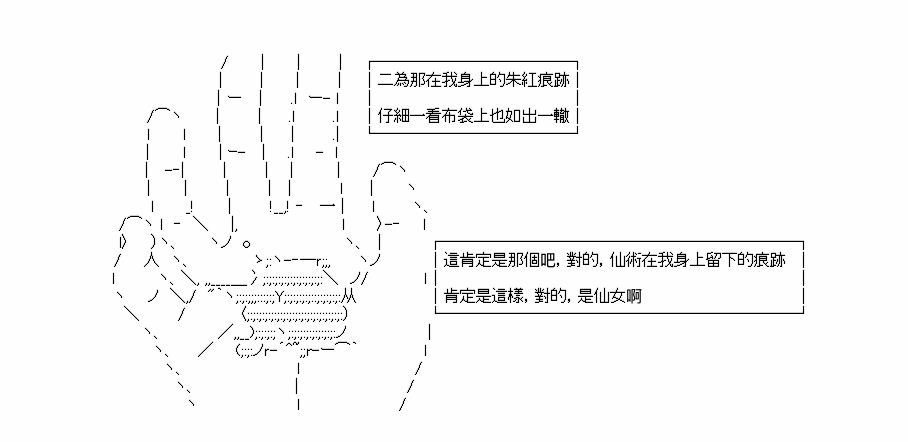 二為那在我身上的朱紅痕跡
仔細一看布袋上也如出一轍
這肯定是那個吧, 對的, 仙術在我身上留下的痕跡
肯定是這樣, 對的, 是仙女啊